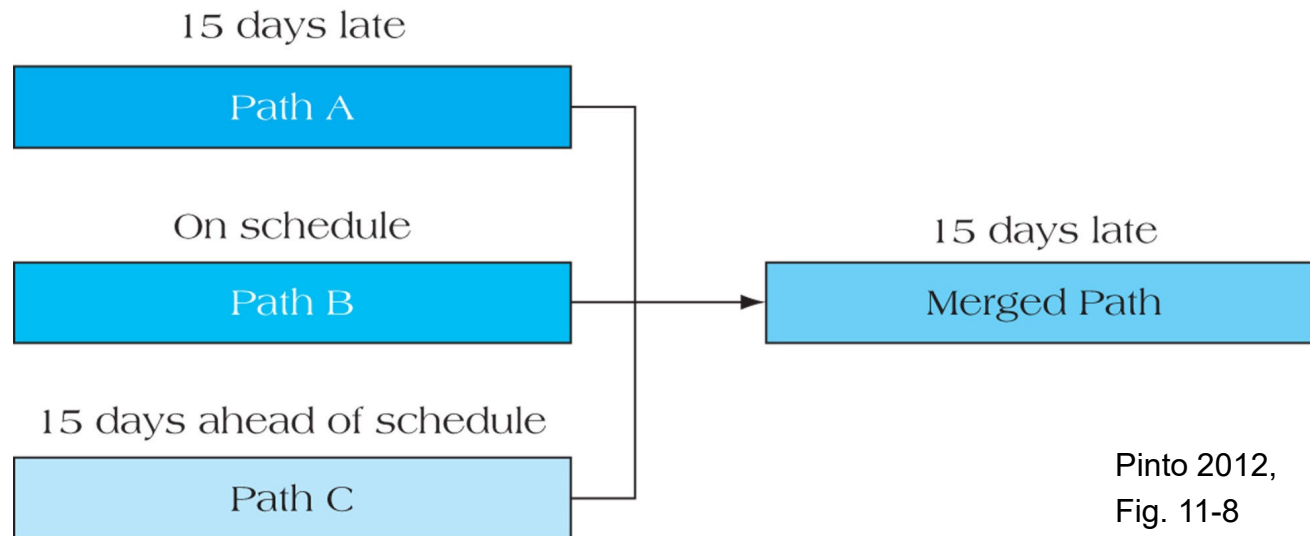 15 days late
Path A
On schedule
Path B
15 days late
Merged Path
15 days ahead of schedule
Path C
Pinto 2012,
Fig. 11-8